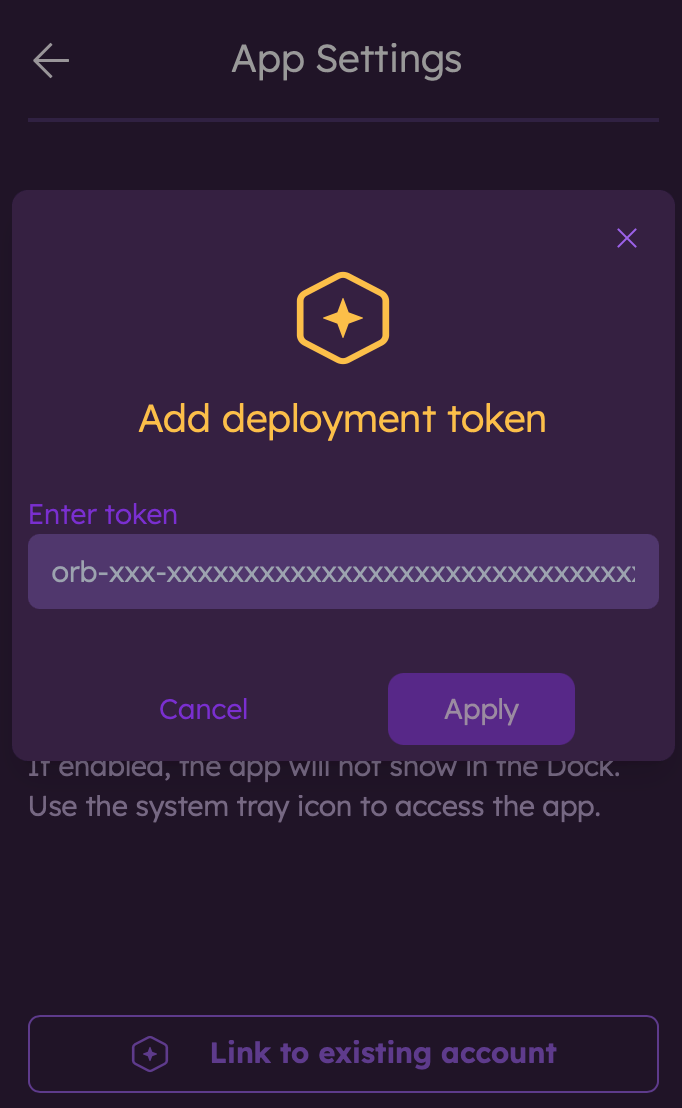 App Settings
Add deployment token
Enter token
orb-xxx-xxxxxxxxxxxxxxxxxxxxxxxxxxxxxx
Cancel
Apply
If enabled, the app will not show in the Dock.
Use the system tray icon to access the app.
Link to existing account